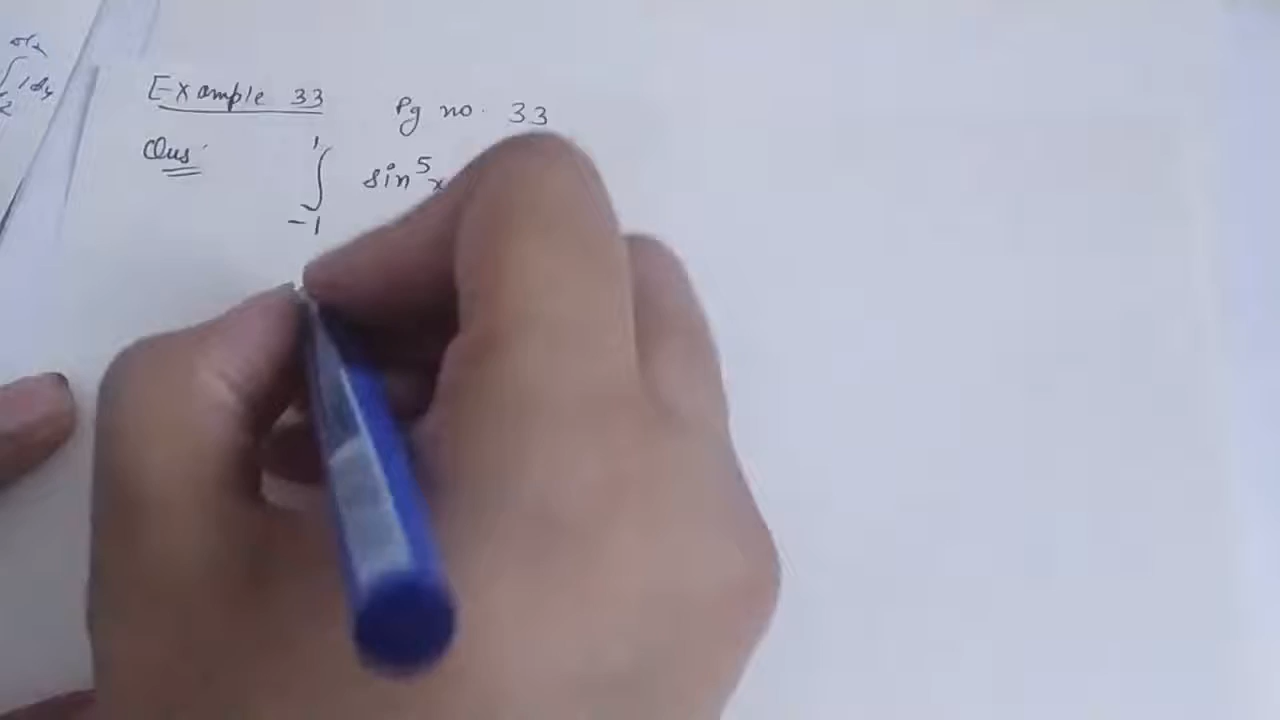 Example 33 Pg no. 33
Ques
∫ 1 -1 sin⁵x